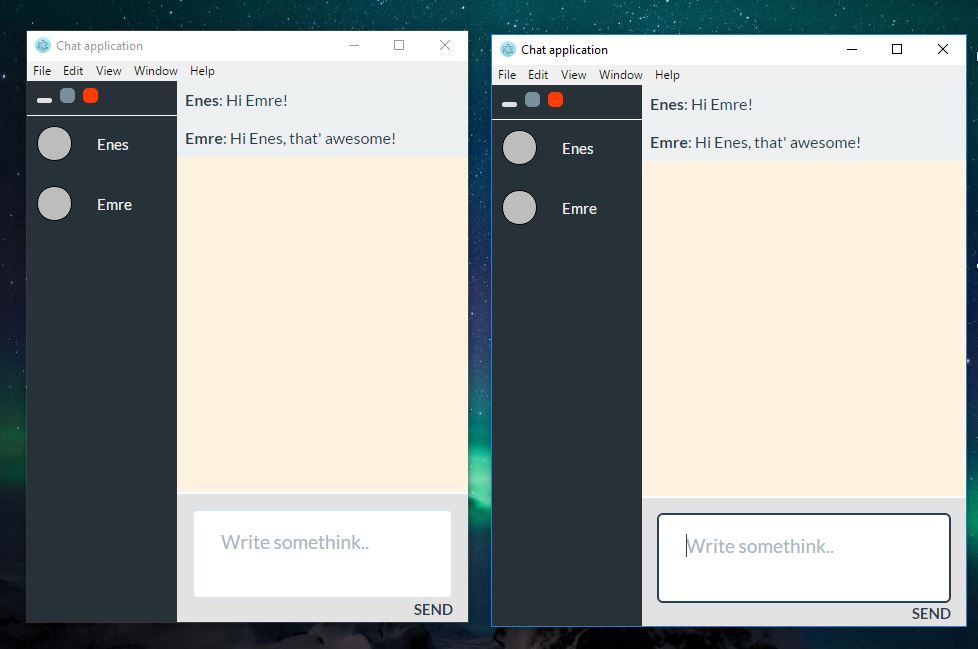 Chat application
File Edit View Window Help
Enes
Emre
Enes: Hi Emre!
Emre: Hi Enes, that' awesome!
Write somethink..
SEND
Chat application
File Edit View Window Help
Enes
Emre
Enes: Hi Emre!
Emre: Hi Enes, that' awesome!
Write somethink..
SEND